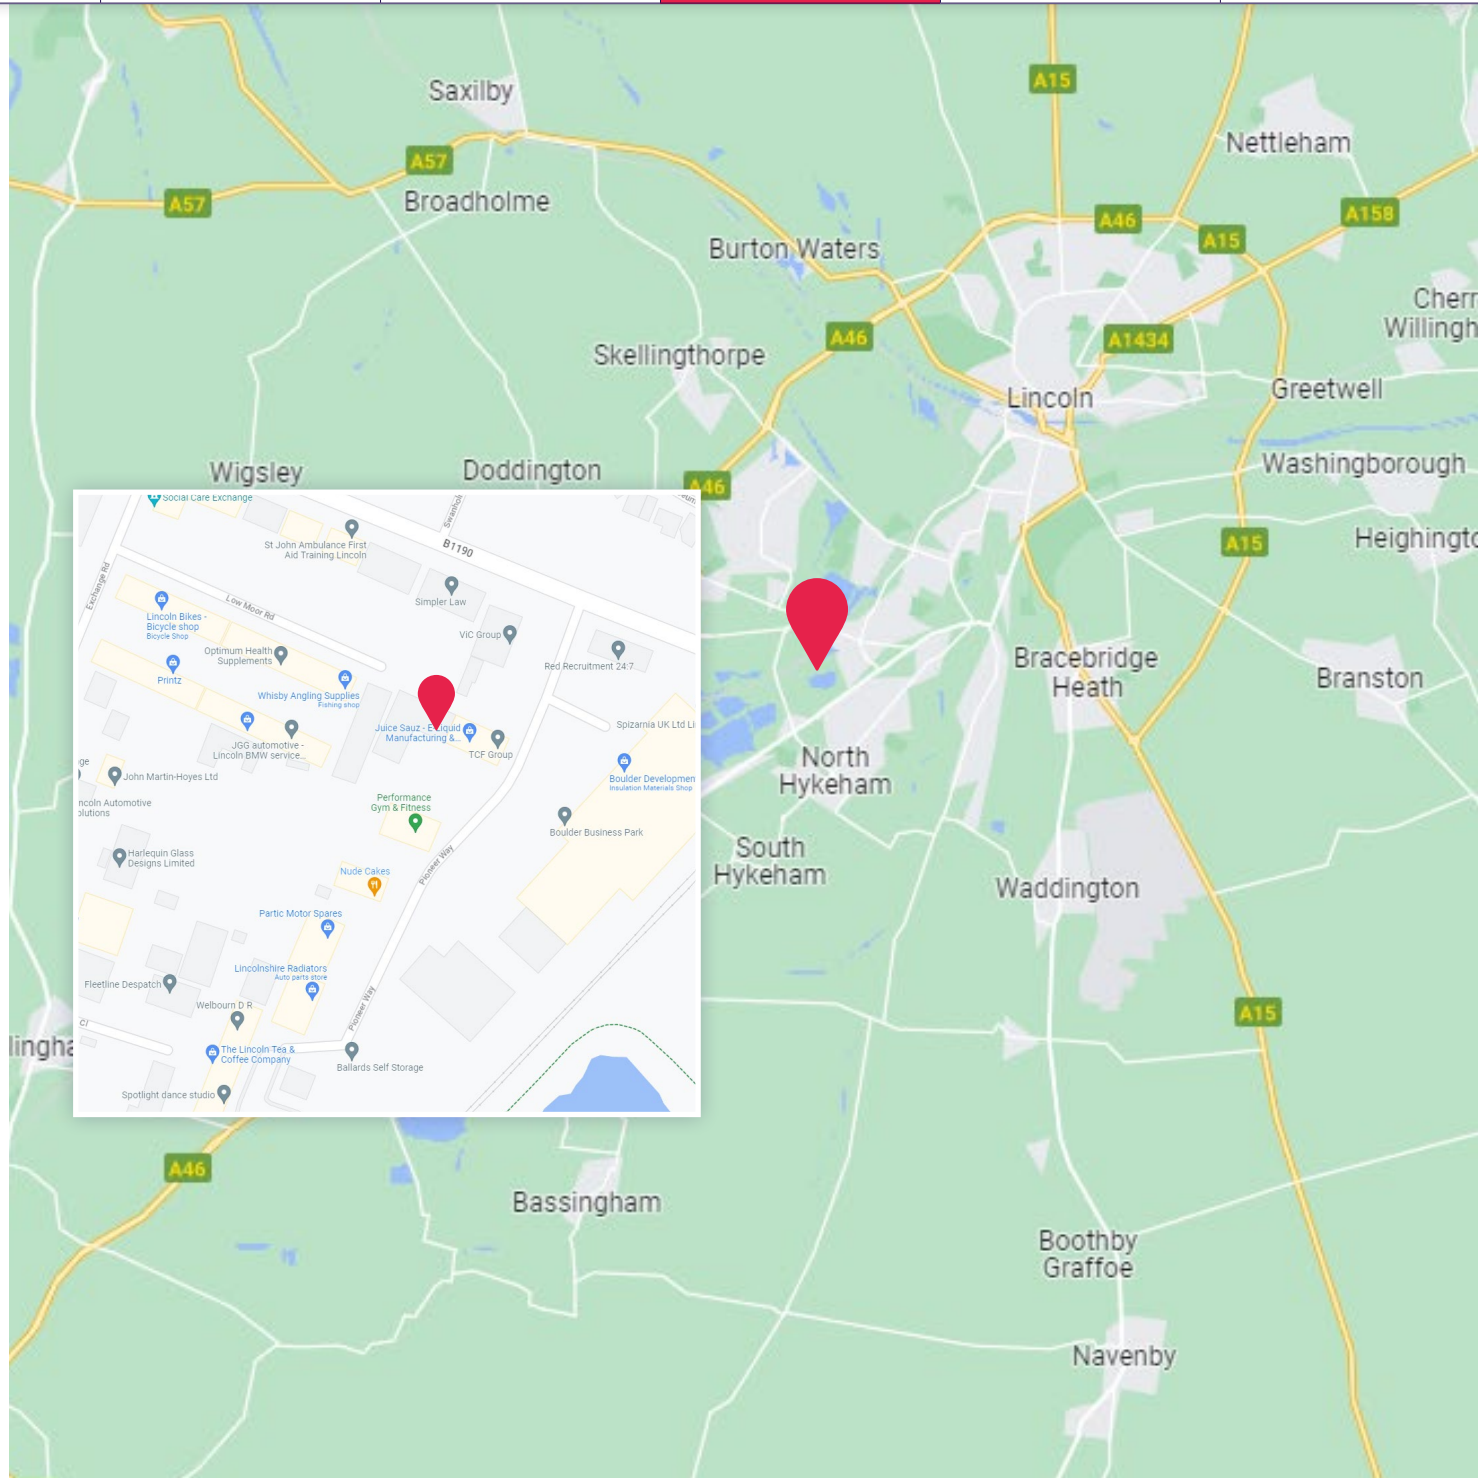 A15
Saxilby
Nettleham
A57
A57
Broadholme
A46
A158
A15
Burton Waters
Cherr
Willingh
A46
A1434
Skellingthorpe
Lincoln
Greetwell
Wigsley
Doddington
Washingborough
A46
A15
Heighingto
Bracebridge
Heath
Branston
North
Hykeham
South
Hykeham
Waddington
A15
lingha
A46
Bassingham
Boothby
Graffoe
Navenby
Social Care Exchange
Swanhol
St John Ambulance First
Aid Training Lincoln
B1190
Exchange Rd
Simpler Law
Low Moor Rd
Lincoln Bikes -
Bicycle shop
Bicycle Shop
ViC Group
Optimum Health
Supplements
Red Recruitment 24:7
Printz
Whisby Angling Supplies
Fishing shop
Spizarnia UK Ltd Li
Juice Sauz - E-Liquid
Manufacturing &...
JGG automotive -
Lincoln BMW service...
TCF Group
ge
John Martin-Hoyes Ltd
Boulder Developmen
Insulation Materials Shop
ncoln Automotive
olutions
Performance
Gym & Fitness
Boulder Business Park
Harlequin Glass
Designs Limited
Pioneer Way
Nude Cakes
Partic Motor Spares
Lincolnshire Radiators
Auto parts store
Fleetline Despatch
Welbourn D R
Pioneer Way
Cl
The Lincoln Tea &
Coffee Company
Ballards Self Storage
Spotlight dance studio